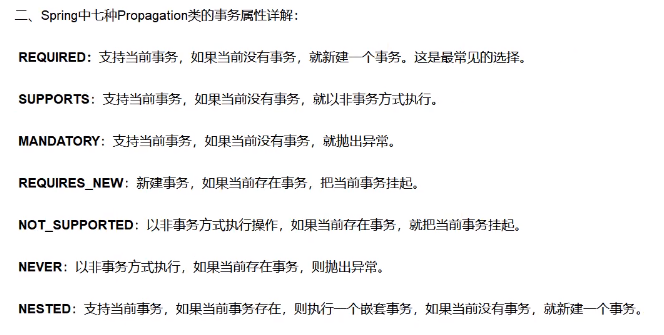 二、Spring中七种Propagation类的事务属性详解：
REQUIRED：支持当前事务，如果当前没有事务，就新建一个事务。这是最常见的选择。
SUPPORTS：支持当前事务，如果当前没有事务，就以非事务方式执行。
MANDATORY：支持当前事务，如果当前没有事务，就抛出异常。
REQUIRES_NEW：新建事务，如果当前存在事务，把当前事务挂起。
NOT_SUPPORTED：以非事务方式执行操作，如果当前存在事务，就把当前事务挂起。
NEVER：以非事务方式执行，如果当前存在事务，则抛出异常。
NESTED：支持当前事务，如果当前事务存在，则执行一个嵌套事务，如果当前没有事务，就新建一个事务。